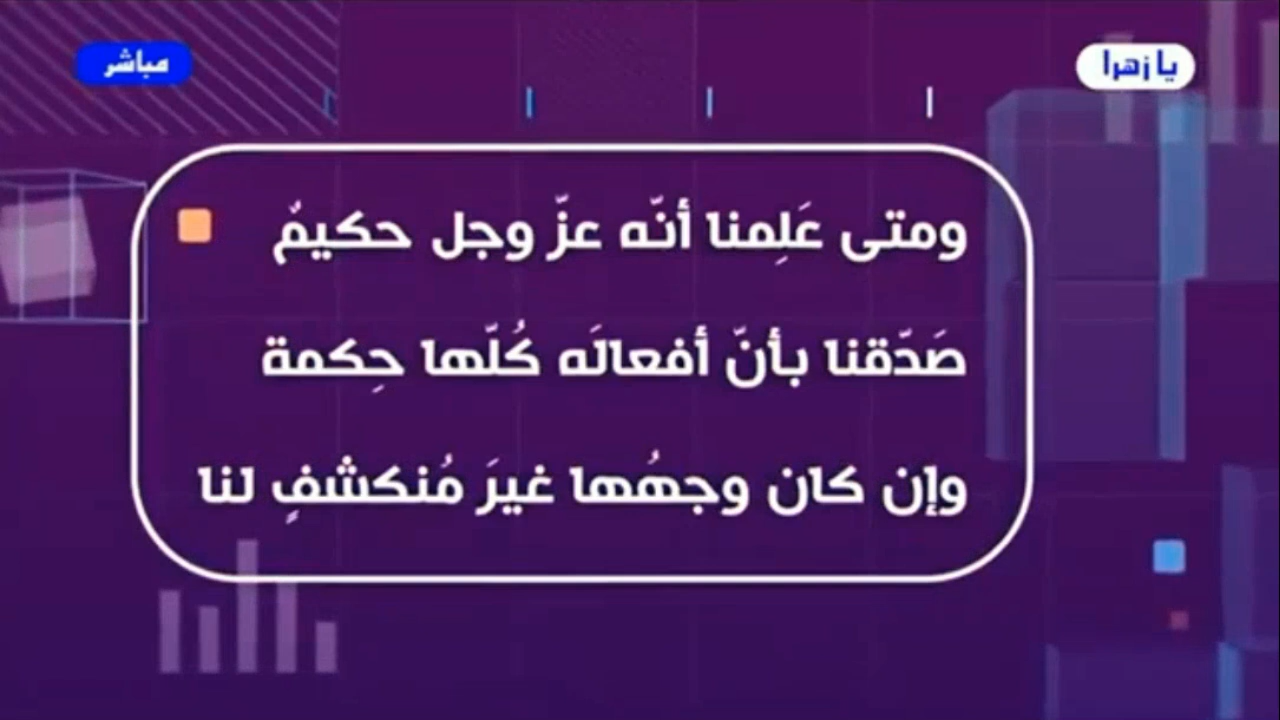 يا زهرا
مباشر
ومتى عَلِمنا أنّه عزّ وجل حكيمٌ
صَدّقنا بأنّ أفعالَه كُلّها حِكمة
وإن كان وجهُها غيرَ مُنكشفٍ لنا